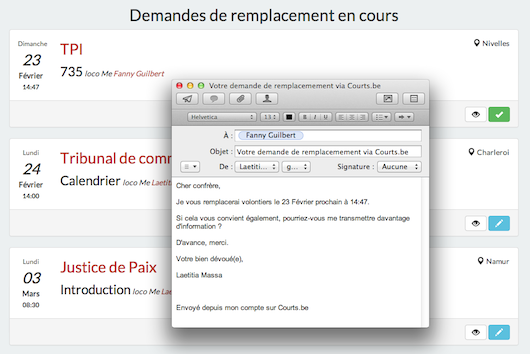 Demandes de remplacement en cours
Dimanche
23
Février
14:47
TPI
735 loco Me Fanny Guilbert
Nivelles
Lundi
24
Février
14:00
Tribunal de comm
Calendrier loco Me Laetit
Charleroi
Lundi
03
Mars
08:30
Justice de Paix
Introduction loco Me La
Namur
Votre demande de remplacemement via Courts.be
Helvetica
B I U
À : Fanny Guilbert
Objet : Votre demande de remplacemement via Courts.be
De : Laetiti... g... Signature : Aucune
Cher confrère,
Je vous remplacerai volontiers le 23 Février prochain à 14:47.
Si cela vous convient également, pourriez-vous me transmettre davantage
d'information ?
D'avance, merci.
Votre bien dévoué(e),
Laetitia Massa
Envoyé depuis mon compte sur Courts.be